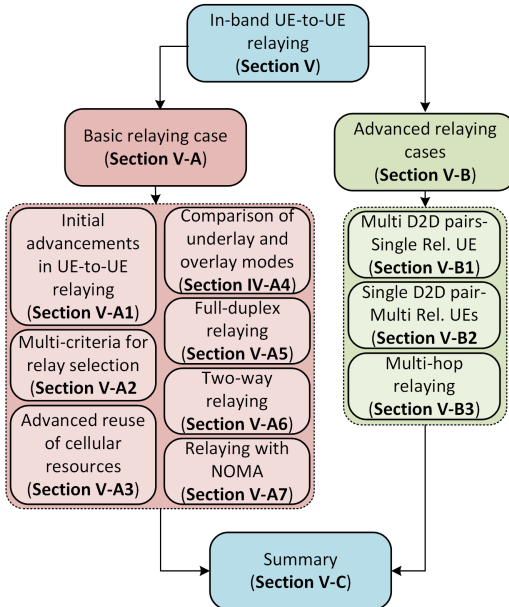 In-band UE-to-UE
relaying
(Section V)
Basic relaying case
(Section V-A)
Advanced relaying
cases
(Section V-B)
Initial
advancements
in UE-to-UE
relaying
(Section V-A1)
Multi-criteria for
relay selection
(Section V-A2
Advanced reuse
of cellular
resources
(Section V-A3)
Comparison of
underlay and
overlay modes
(Section IV-A4)
Full-duplex
relaying
(Section V-A5)
Two-way
relaying
(Section V-A6)
Relaying with
NOMA
(Section V-A7)
Multi D2D pairs-
Single Rel. UE
(Section V-B1)
Single D2D pair-
Multi Rel. UEs
(Section V-B2
Multi-hop
relaying
(Section V-B3)
Summary
(Section V-C)